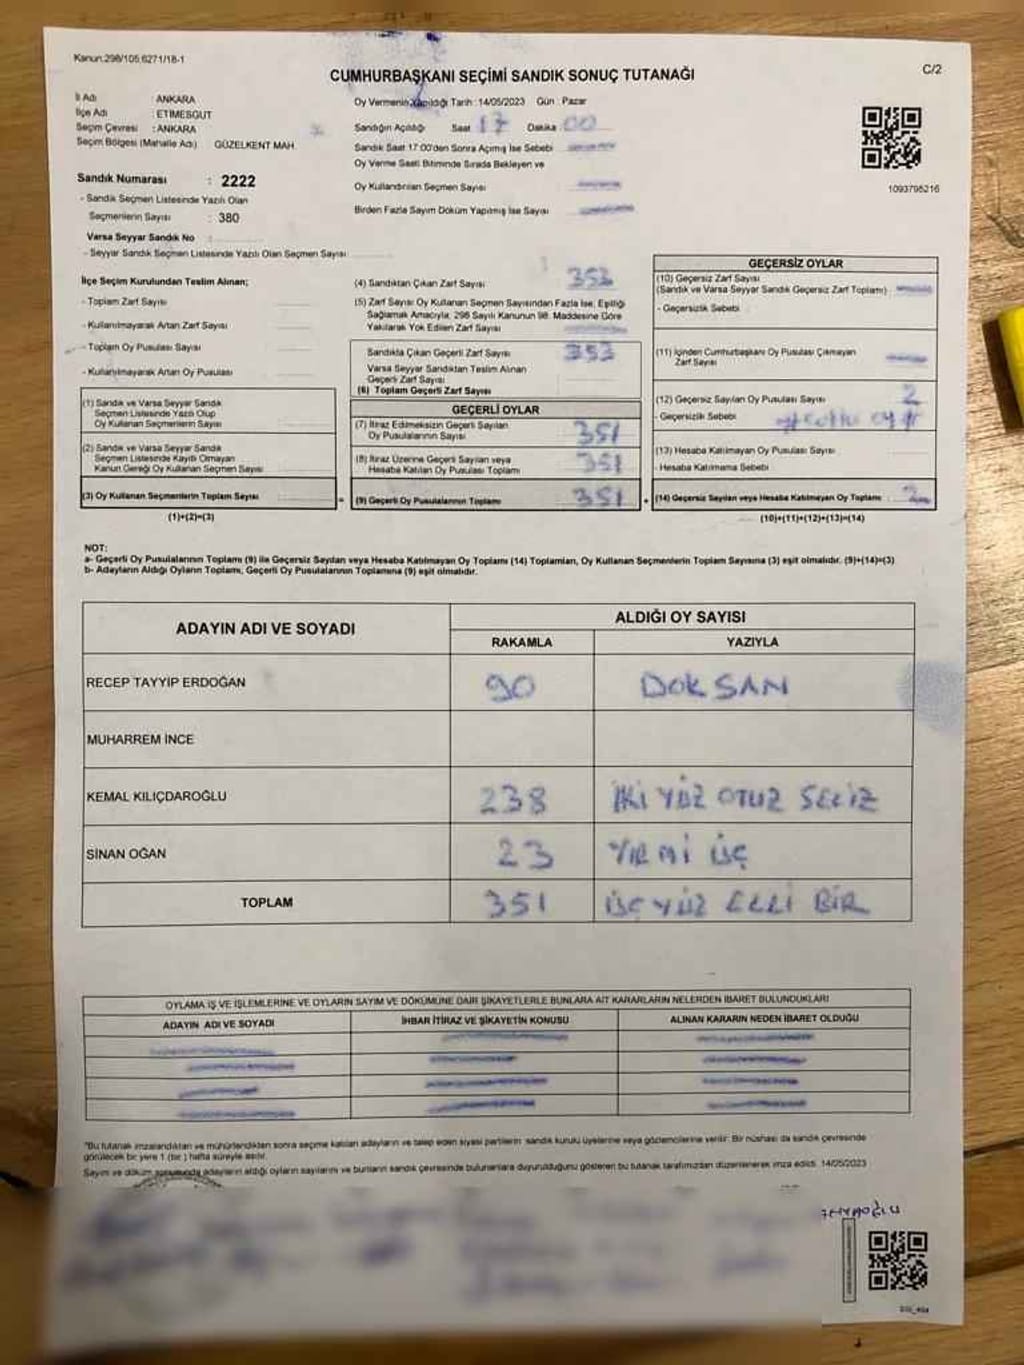 Kanun:298/105.6271/18-1
CUMHURBAŞKANI SEÇİMİ SANDIK SONUÇ TUTANAĞI
C/2
İl Adı : ANKARA
İlçe Adı : ETİMESGUT
Seçim Çevresi : ANKARA
Seçim Bölgesi (Mahalle Adı) GÜZELKENT MAH.
Sandık Numarası : 2222
- Sandık Seçmen Listesinde Yazılı Olan
Seçmenlerin Sayısı : 380
Varsa Seyyar Sandık No :
- Seyyar Sandık Seçmen Listesinde Yazılı Olan Seçmen Sayısı
Oy Vermenin Yapıldığı Tarih : 14/05/2023 Gün : Pazar
Sandığın Açıldığı Saat 17 Dakika 00
Sandık Saat 17:00'den Sonra Açımış İse Sebebi
Oy Verme Saati Bitiminde Sırada Bekleyen ve
Oy Kullandırılan Seçmen Sayısı
Birden Fazla Sayım Döküm Yapılmış İse Sayısı
1093798216
İlçe Seçim Kurulundan Teslim Alınan;
- Toplam Zarf Sayısı
- Kullanılmayarak Artan Zarf Sayısı
- Toplam Oy Pusulası Sayısı
- Kullanılmayarak Artan Oy Pusulası
(1) Sandık ve Varsa Seyyar Sandık
Seçmen Listesinde Yazılı Olup
Oy Kullanan Seçmenlerin Sayısı
(2) Sandık ve Varsa Seyyar Sandık
Seçmen Listesinde Kayıtlı Olmayan
Kanun Gereği Oy Kullanan Seçmen Sayısı
(3) Oy Kullanan Seçmenlerin Toplam Sayısı
(1)+(2)=(3)
(4) Sandıktan Çıkan Zarf Sayısı 353
(5) Zarf Sayısı Oy Kullanan Seçmen Sayısından Fazla İse, Eşitliği
Sağlamak Amacıyla, 298 Sayılı Kanunun 98. Maddesine Göre
Yakılarak Yok Edilen Zarf Sayısı
Sandıkta Çıkan Geçerli Zarf Sayısı 353
Varsa Seyyar Sandıktan Teslim Alınan
Geçerli Zarf Sayısı
(6) Toplam Geçerli Zarf Sayısı
GEÇERLİ OYLAR
(7) İtiraz Edilmeksizin Geçerli Sayılan
Oy Pusulalarının Sayısı 351
(8) İtiraz Üzerine Geçerli Sayılan veya
Hesaba Katılan Oy Pusulası Toplamı 351
= (9) Geçerli Oy Pusulalarının Toplamı 351
GEÇERSİZ OYLAR
(10) Geçersiz Zarf Sayısı
(Sandık ve Varsa Seyyar Sandık Geçersiz Zarf Toplamı)
- Geçersizlik Sebebi
(11) İçinden Cumhurbaşkanı Oy Pusulası Çıkmayan
Zarf Sayısı
(12) Geçersiz Sayılan Oy Pusulası Sayısı 2
- Geçersizlik Sebebi
(13) Hesaba Katılmayan Oy Pusulası Sayısı
- Hesaba Katılmama Sebebi
+ (14) Geçersiz Sayılan veya Hesaba Katılmayan Oy Toplamı 2
(10)+(11)+(12)+(13)=(14)
NOT:
a- Geçerli Oy Pusulalarının Toplamı (9) ile Geçersiz Sayılan veya Hesaba Katılmayan Oy Toplamı (14) Toplamları, Oy Kullanan Seçmenlerin Toplam Sayısına (3) eşit olmalıdır. (9)+(14)=(3)
b- Adayların Aldığı Oyların Toplamı, Geçerli Oy Pusulalarının Toplamına (9) eşit olmalıdır.
ADAYIN ADI VE SOYADI
ALDIĞI OY SAYISI
RAKAMLA YAZIYLA
RECEP TAYYİP ERDOĞAN 90 DOKSAN
MUHARREM İNCE
KEMAL KILIÇDAROĞLU 238 İKİ YÜZ OTUZ SEKİZ
SİNAN OĞAN 23 YİRMİ ÜÇ
TOPLAM 351 ÜÇ YÜZ ELLİ BİR
OYLAMA İŞ VE İŞLEMLERİNE VE OYLARIN SAYIM VE DÖKÜMÜNE DAİR ŞİKAYETLERLE BUNLARA AİT KARARLARIN NELERDEN İBARET BULUNDUKLARI
ADAYIN ADI VE SOYADI İHBAR İTİRAZ VE ŞİKAYETİN KONUSU ALINAN KARARIN NEDEN İBARET OLDUĞU
"Bu tutanak imzalandıktan ve mühürlendikten sonra seçime katılan adayların ve talep eden siyasi partilerin sandık kurulu üyelerine veya gözlemcilerine verilir. Bir nüshası da sandık çevresinde
görülecek bir yere 1 (bir) hafta süreyle asılır.
Sayım ve döküm sonucunda adayların aldığı oyların sayılarını ve bunların sandık çevresinde bulunanlara duyurulduğunu gösteren bu tutanak tarafımızdan düzenlenerek imza edildi. 14/05/2023